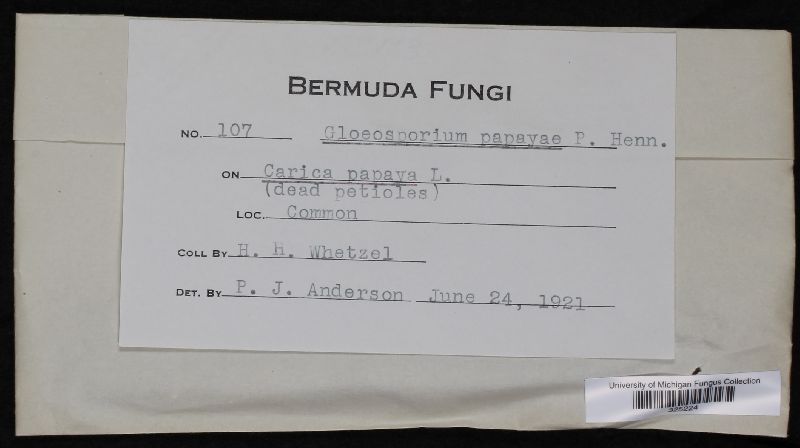 BERMUDA FUNGI
NO. 107 Gloeosporium papayae P. Henn.
ON Carica papaya L.
(dead petioles)
LOC. Common
COLL BY H. H. Whetzel
DET. BY P. J. Anderson June 24, 1921
University of Michigan Fungus Collection
325224